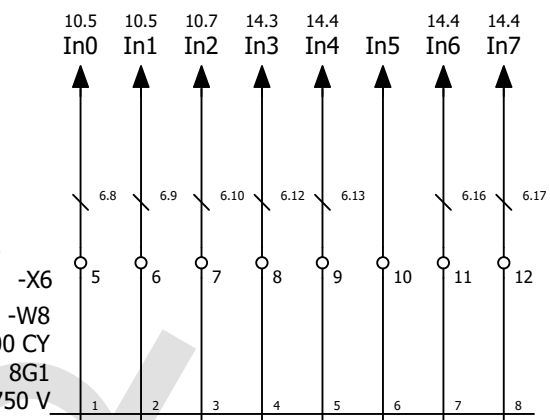 10.5 10.5 10.7 14.3 14.4 14.4 14.4
In0 In1 In2 In3 In4 In5 In6 In7
6.8 6.9 6.10 6.12 6.13 6.16 6.17
-X6 5 6 7 8 9 10 11 12
-W8
CY
8G1
750 V
1 2 3 4 5 6 7 8